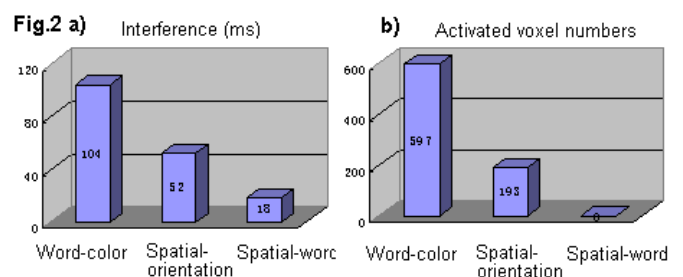 Fig.2 a)
Interference (ms)
120
80
40
0
104
52
18
Word-color
Spatial-orientation
Spatial-word
b)
Activated voxel numbers
600
400
200
0
597
193
0
Word-color
Spatial-orientation
Spatial-word